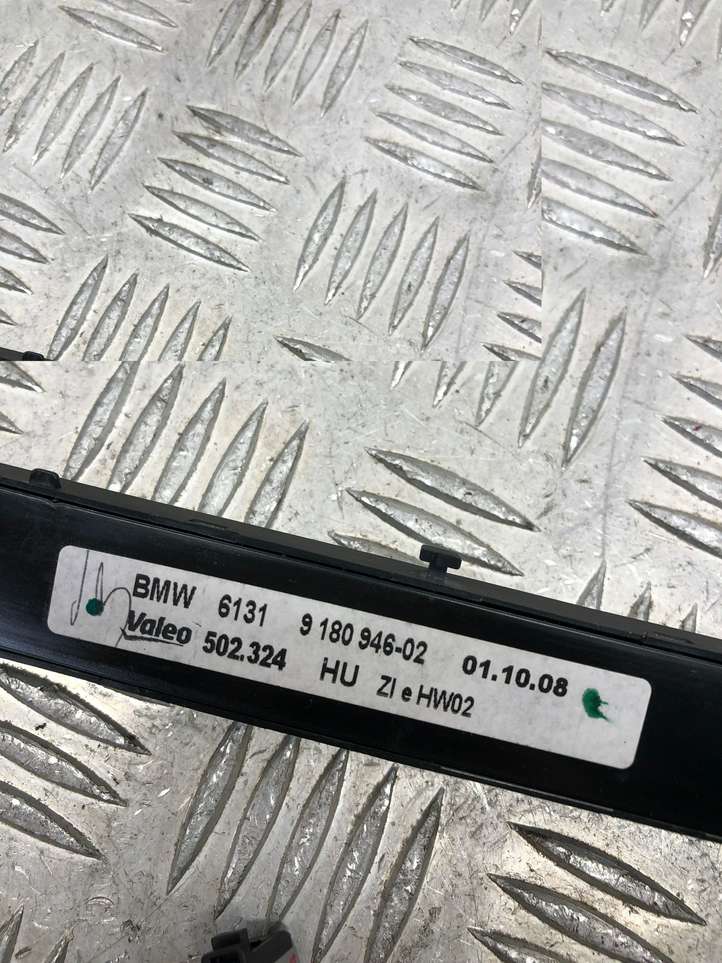 BMW 6131 9 180 946-02 01.10.08
Valeo 502.324 HU ZI e HW02